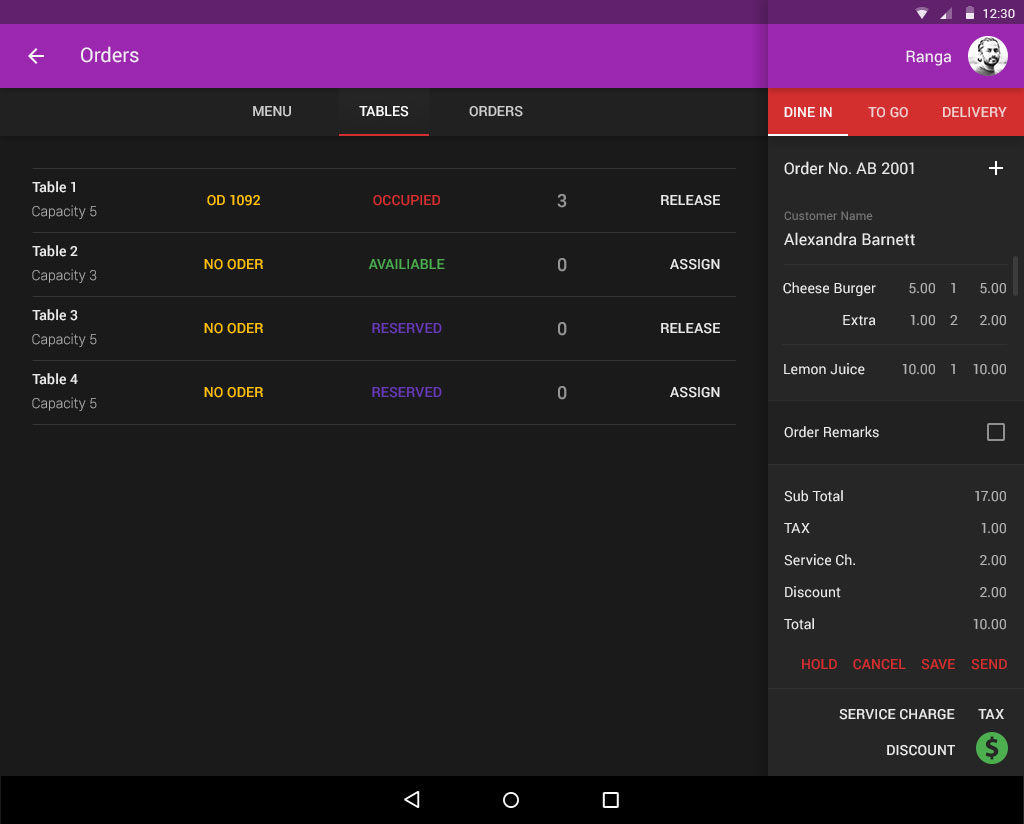 12:30
Orders
Ranga
MENU TABLES ORDERS
DINE IN TO GO DELIVERY
Table 1
Capacity 5
OD 1092 OCCUPIED 3 RELEASE
Table 2
Capacity 3
NO ODER AVAILIABLE 0 ASSIGN
Table 3
Capacity 5
NO ODER RESERVED 0 RELEASE
Table 4
Capacity 5
NO ODER RESERVED 0 ASSIGN
Order No. AB 2001
Customer Name
Alexandra Barnett
Cheese Burger 5.00 1 5.00
Extra 1.00 2 2.00
Lemon Juice 10.00 1 10.00
Order Remarks
Sub Total 17.00
TAX 1.00
Service Ch. 2.00
Discount 2.00
Total 10.00
HOLD CANCEL SAVE SEND
SERVICE CHARGE TAX
DISCOUNT $